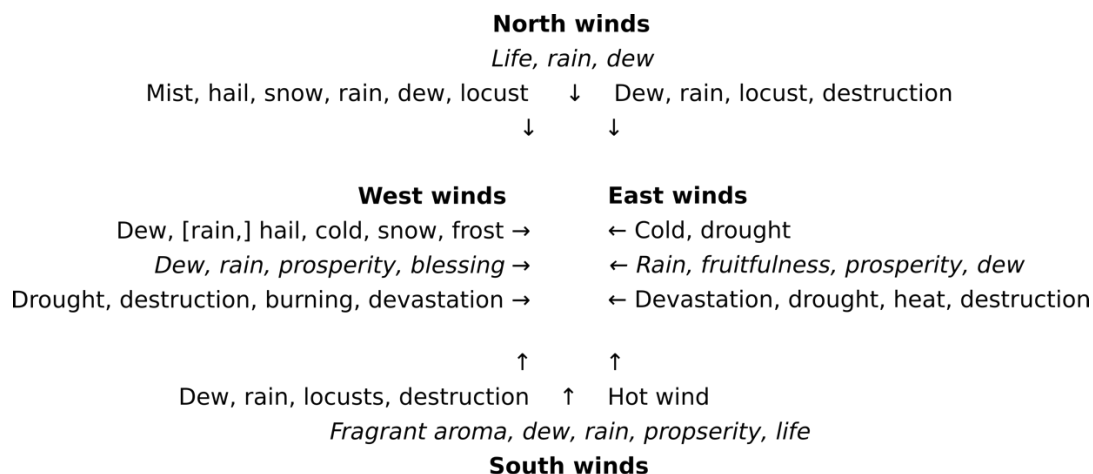 North winds
Life, rain, dew
Mist, hail, snow, rain, dew, locust ↓ Dew, rain, locust, destruction
↓ ↓
West winds East winds
Dew, [rain,] hail, cold, snow, frost → ← Cold, drought
Dew, rain, prosperity, blessing → ← Rain, fruitfulness, prosperity, dew
Drought, destruction, burning, devastation → ← Devastation, drought, heat, destruction
↑ ↑
Dew, rain, locusts, destruction ↑ Hot wind
Fragrant aroma, dew, rain, propserity, life
South winds